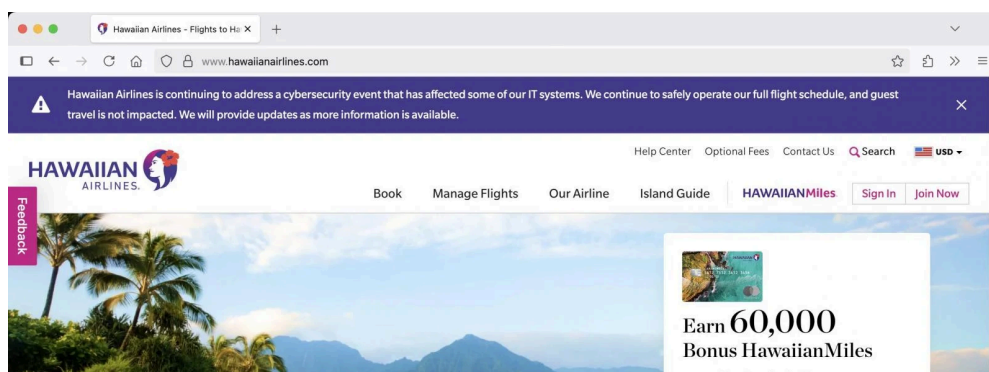 Hawaiian Airlines - Flights to Ha
www.hawaiianairlines.com
Hawaiian Airlines is continuing to address a cybersecurity event that has affected some of our IT systems. We continue to safely operate our full flight schedule, and guest
travel is not impacted. We will provide updates as more information is available.
Help Center Optional Fees Contact Us Search USD
HAWAIIAN
AIRLINES.
Book Manage Flights Our Airline Island Guide HAWAIIANMiles Sign In Join Now
Feedback
Earn 60,000
Bonus HawaiianMiles